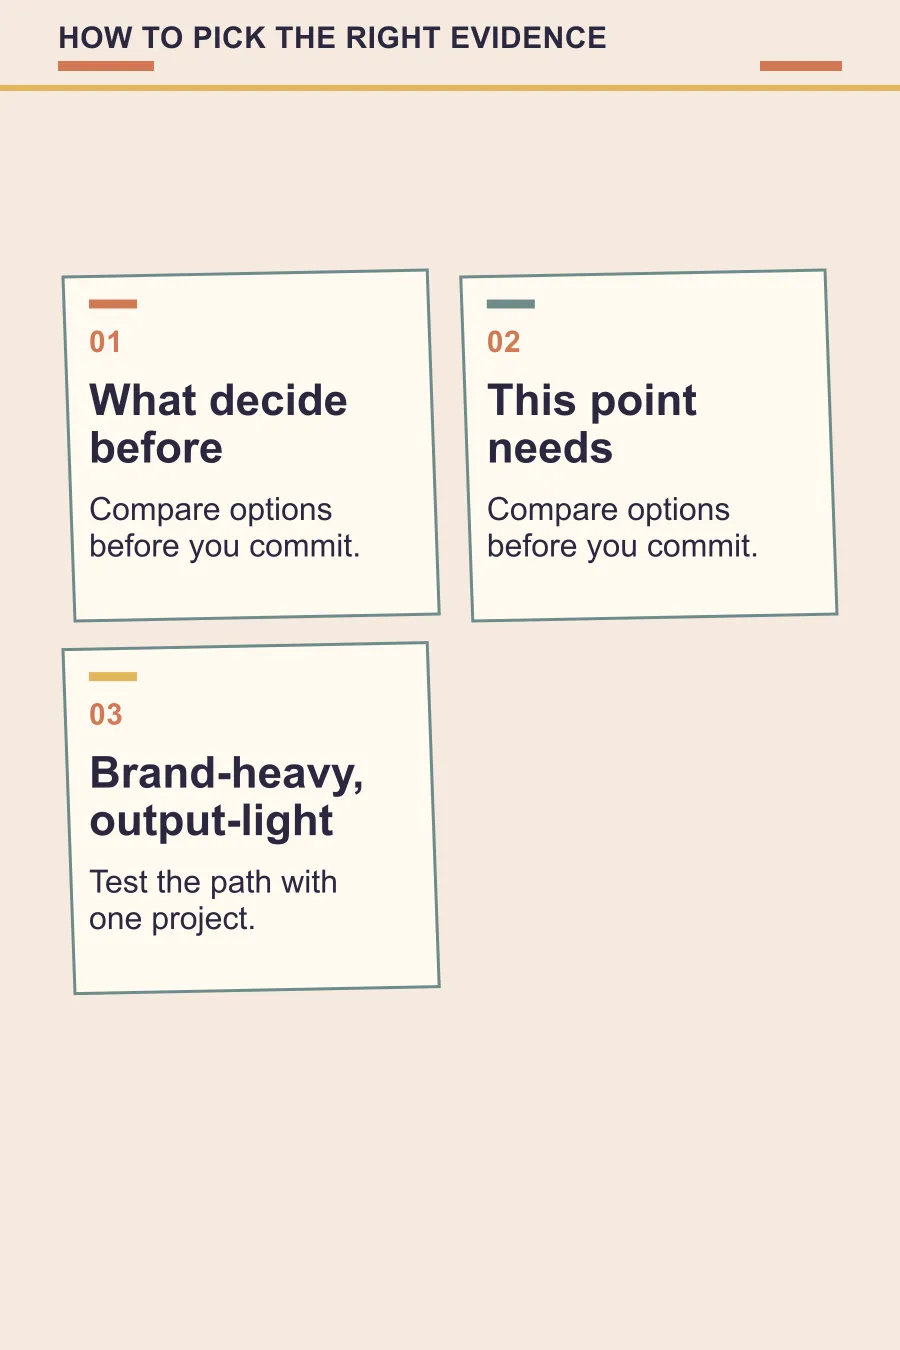 HOW TO PICK THE RIGHT EVIDENCE
01
What decide
before
Compare options
before you commit.
02
This point
needs
Compare options
before you commit.
03
Brand-heavy,
output-light
Test the path with
one project.